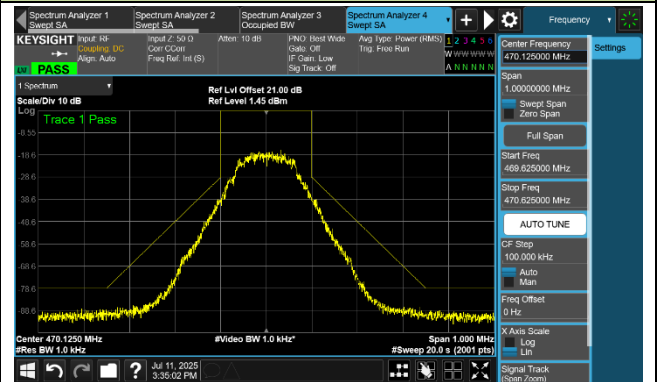 Spectrum Analyzer 1
Swept SA
Spectrum Analyzer 2
Swept SA
Spectrum Analyzer 3
Occupied BW
Spectrum Analyzer 4
Swept SA
Frequency
KEYSIGHT
Input: RF
Coupling: DC
Align: Auto
Input Z: 50 Ω
Corr CCorr
Freq Ref: Int (S)
Atten: 10 dB
PNO: Best Wide
Gate: Off
IF Gain: Low
Sig Track: Off
Avg Type: Power (RMS)
Trig: Free Run
1 2 3 4 5 6
W W W W W W
A N N N N N
PASS
1 Spectrum
Scale/Div 10 dB
Log
Ref Lvl Offset 21.00 dB
Ref Level 1.45 dBm
Trace 1 Pass
-8.55
-18.6
-28.6
-38.6
-48.6
-58.6
-68.6
-78.6
-88.6
Center 470.1250 MHz
#Res BW 1.0 kHz
#Video BW 1.0 kHz*
Span 1.000 MHz
#Sweep 20.0 s (2001 pts)
Jul 11, 2025
3:35:02 PM
Center Frequency
470.125000 MHz
Settings
Span
1.00000000 MHz
Swept Span
Zero Span
Full Span
Start Freq
469.625000 MHz
Stop Freq
470.625000 MHz
AUTO TUNE
CF Step
100.000 kHz
Auto
Man
Freq Offset
0 Hz
X Axis Scale
Log
Lin
Signal Track
(Span Zoom)